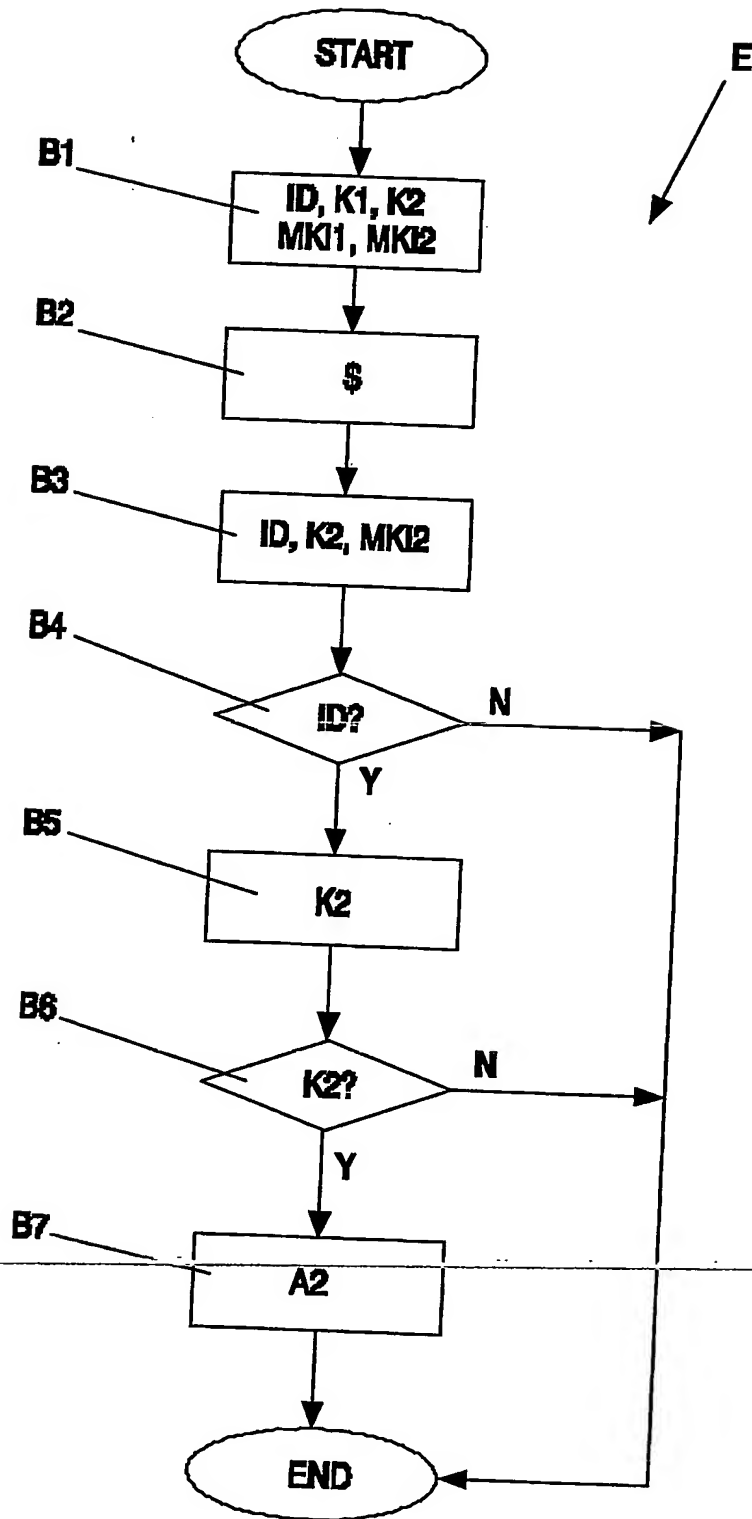 START
E
B1
ID, K1, K2
MKI1, MKI2
B2
$
B3
ID, K2, MKI2
B4
ID?
N
Y
B5
K2
B6
K2?
N
Y
B7
A2
END